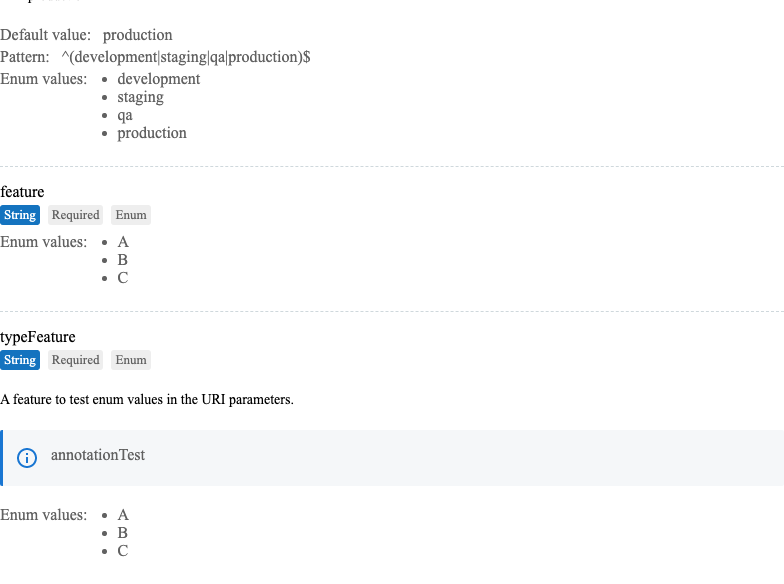 Default value: production
Pattern: ^(development|staging|qa|production)$
Enum values: • development
• staging
• qa
• production
feature
String Required Enum
Enum values: • A
• B
• C
typeFeature
String Required Enum
A feature to test enum values in the URI parameters.
annotationTest
Enum values: • A
• B
• C